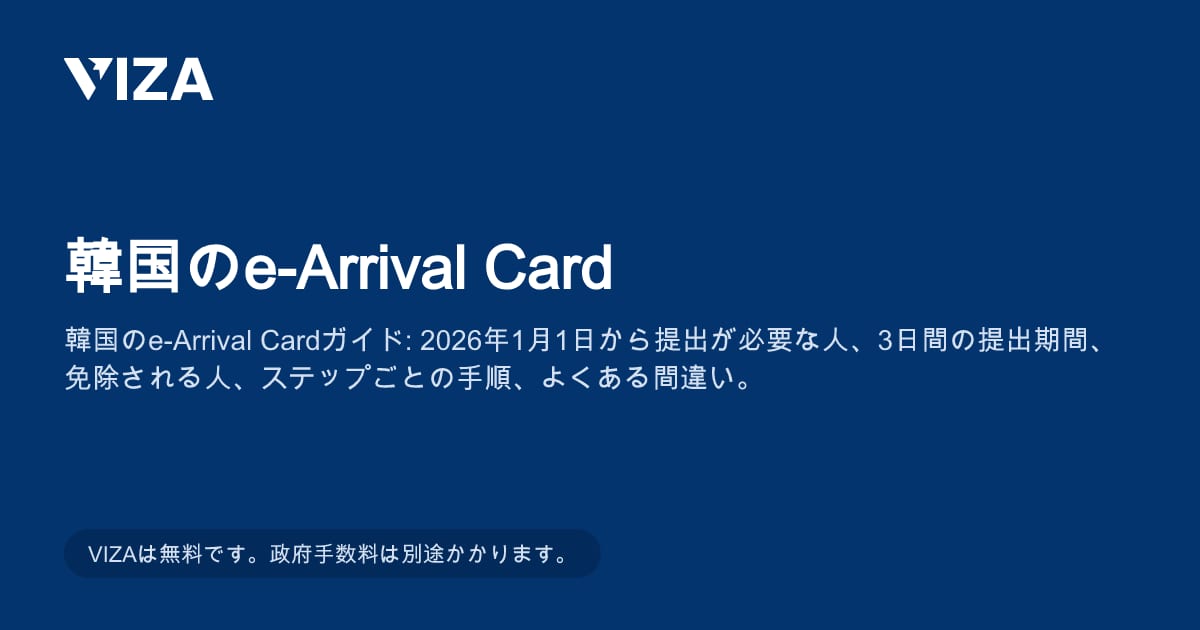 VIZA
韓国のe-Arrival Card
韓国のe-Arrival Cardガイド: 2026年1月1日から提出が必要な人、3日間の提出期間、
免除される人、ステップごとの手順、よくある間違い。
VIZAは無料です。政府手数料は別途かかります。